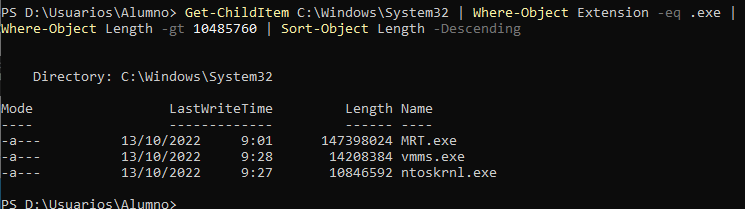 PS D:\Usuarios\Alumno> Get-ChildItem C:\Windows\System32 | Where-Object Extension -eq .exe |
Where-Object Length -gt 10485760 | Sort-Object Length -Descending
Directory: C:\Windows\System32
Mode LastWriteTime Length Name
---- ------------- ------ ----
-a--- 13/10/2022 9:01 147398024 MRT.exe
-a--- 13/10/2022 9:28 14208384 vmms.exe
-a--- 13/10/2022 9:27 10846592 ntoskrnl.exe
PS D:\Usuarios\Alumno>